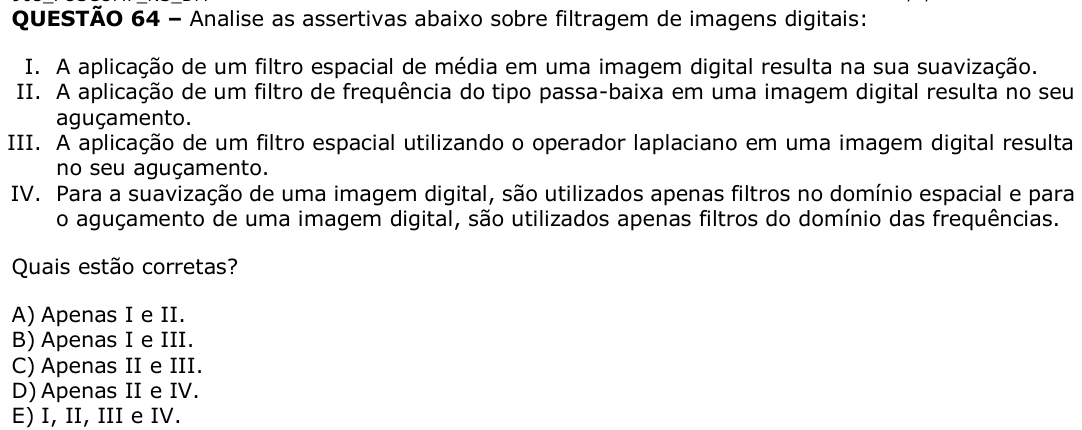 QUESTÃO 64 – Analise as assertivas abaixo sobre filtragem de imagens digitais:
I. A aplicação de um filtro espacial de média em uma imagem digital resulta na sua suavização.
II. A aplicação de um filtro de frequência do tipo passa-baixa em uma imagem digital resulta no seu
aguçamento.
III. A aplicação de um filtro espacial utilizando o operador laplaciano em uma imagem digital resulta
no seu aguçamento.
IV. Para a suavização de uma imagem digital, são utilizados apenas filtros no domínio espacial e para
o aguçamento de uma imagem digital, são utilizados apenas filtros do domínio das frequências.
Quais estão corretas?
A) Apenas I e II.
B) Apenas I e III.
C) Apenas II e III.
D) Apenas II e IV.
E) I, II, III e IV.